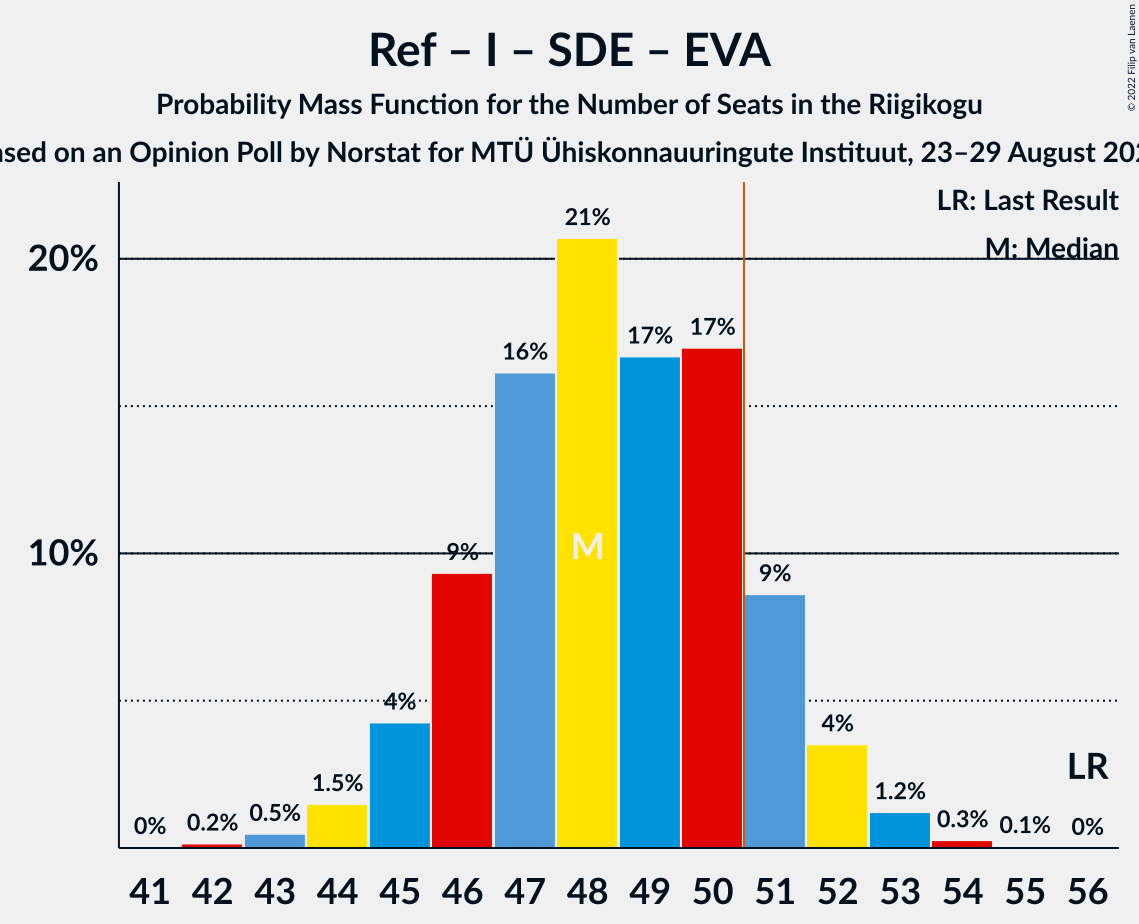 Ref – I – SDE – EVA
Probability Mass Function for the Number of Seats in the Riigikogu
on an Opinion Poll by Norstat for MTÜ Ühiskonnauuringute Instituut, 23–29 August
© 2022 Filip van Laenen
LR: Last Result
M: Median
20%
10%
0%
0.2%
0.5%
1.5%
4%
9%
16%
21%
17%
17%
9%
4%
1.2%
0.3%
0.1%
0%
M
LR
41 42 43 44 45 46 47 48 49 50 51 52 53 54 55 56